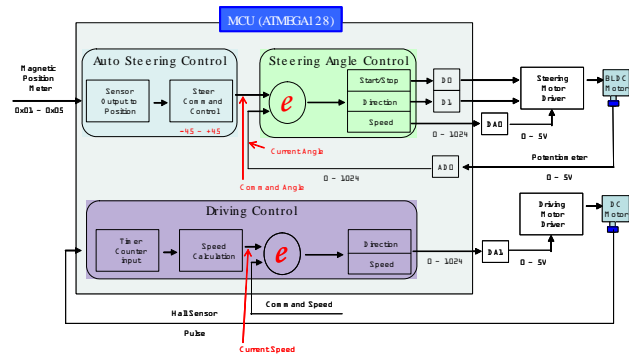 MCU (ATMEGA128)
Auto Steering Control
Steering Angle Control
Magnetic
Position
Meter
0x01 - 0x05
Sensor
Output to
Position
Steer
Command
Control
-45 - +45
e
Start/Stop
Direction
Speed
D0
D1
DA0
0 - 1024
0 - 5V
Steering
Motor
Driver
BLDC
Motor
Current Angle
0 - 1024
AD0
Potentiometer
0 - 5V
Command Angle
Driving Control
Timer
Counter
input
Speed
Calculation
e
Direction
Speed
0 - 1024
DA1
0 - 5V
Driving
Motor
Driver
DC
Motor
Command Speed
Hall Sensor
Pulse
Current Speed